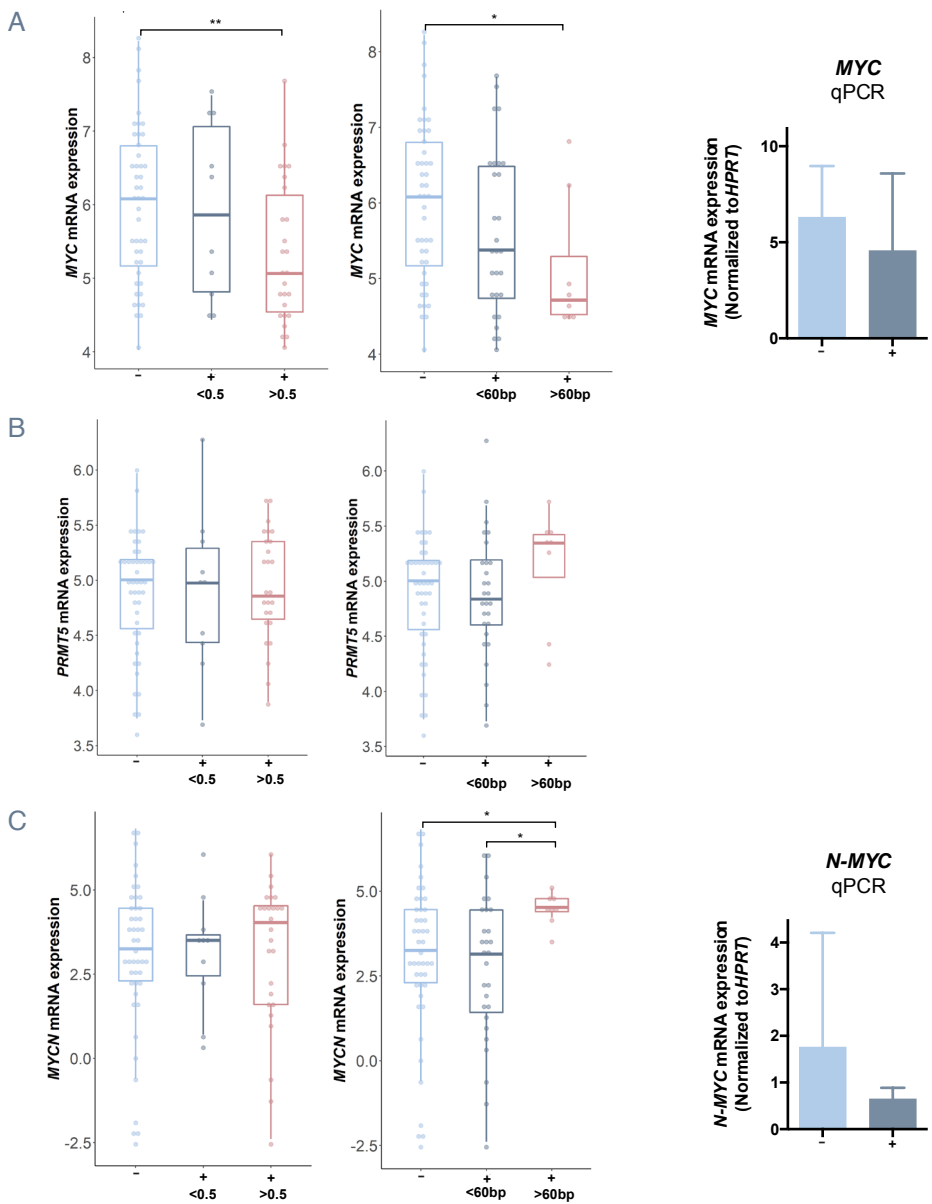 A
MYC mRNA expression
8
7
6
5
4
**
– + +
<0.5 >0.5
MYC mRNA expression
8
7
6
5
4
*
– + +
<60bp >60bp
MYC
qPCR
MYC mRNA expression
(Normalized toHPRT)
10
5
0
– +
B
PRMT5 mRNA expression
6.0
5.5
5.0
4.5
4.0
3.5
– + +
<0.5 >0.5
PRMT5 mRNA expression
6.0
5.5
5.0
4.5
4.0
3.5
– + +
<60bp >60bp
C
MYCN mRNA expression
5.0
2.5
0.0
-2.5
– + +
<0.5 >0.5
MYCN mRNA expression
5.0
2.5
0.0
-2.5
*
*
– + +
<60bp >60bp
N-MYC
qPCR
N-MYC mRNA expression
(Normalized toHPRT)
4
3
2
1
0
– +